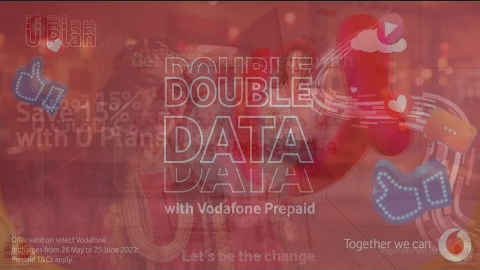 U Plan
DOUBLE
Save 15%
DATA
with U Plans
DATA
with Vodafone Prepaid
Offer valid on select Vodafone
recharges from 26 May to 25 June 2022.
Prepaid T&Cs apply.
Together we can
Let's be the change